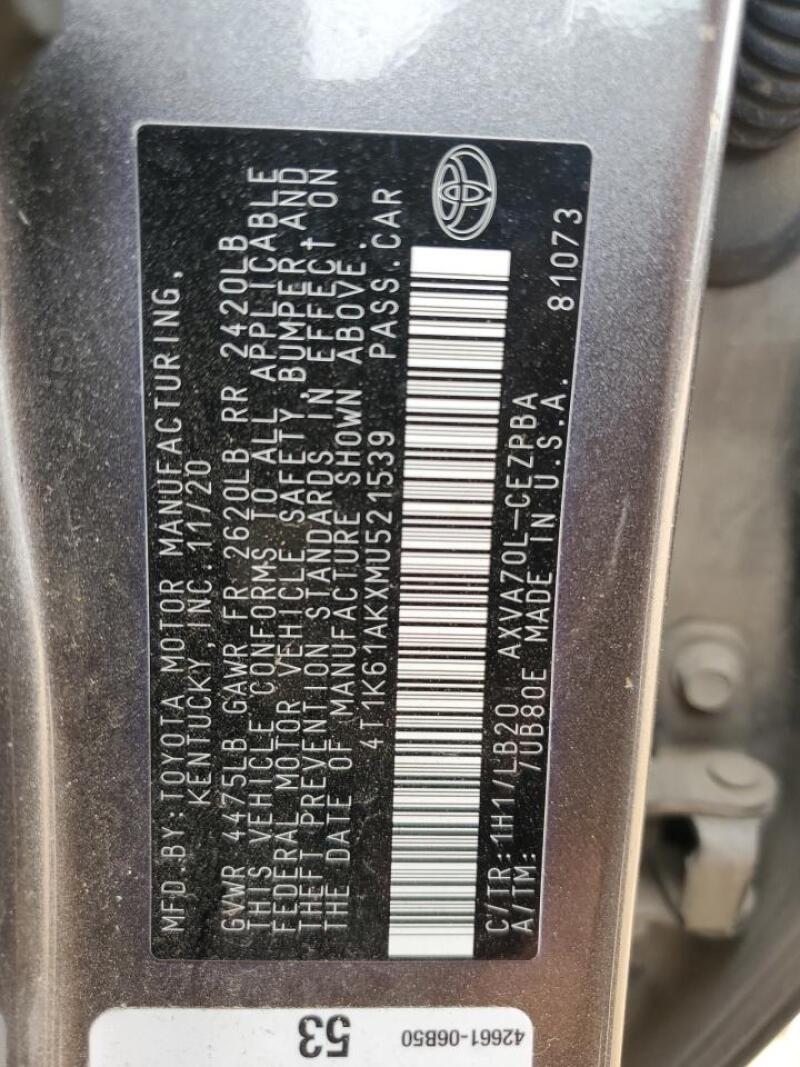 MFD.BY:TOYOTA MOTOR MANUFACTURING,
KENTUCKY, INC.11/20
GVWR 4475LB GAWR FR 2620LB RR 2420LB
THIS VEHICLE CONFORMS TO ALL APPLICABLE
FEDERAL MOTOR VEHICLE SAFETY, BUMPER AND
THEFT PREVENTION STANDARDS IN EFFECT ON
THE DATE OF MANUFACTURE SHOWN ABOVE.
4T1K61AKXMU521539 PASS.CAR
C/TR:1H1/LB20 AXVA70L-CEZPBA
A/TM: 7UB80E MADE IN U.S.A. 81073
53
42661-06B50